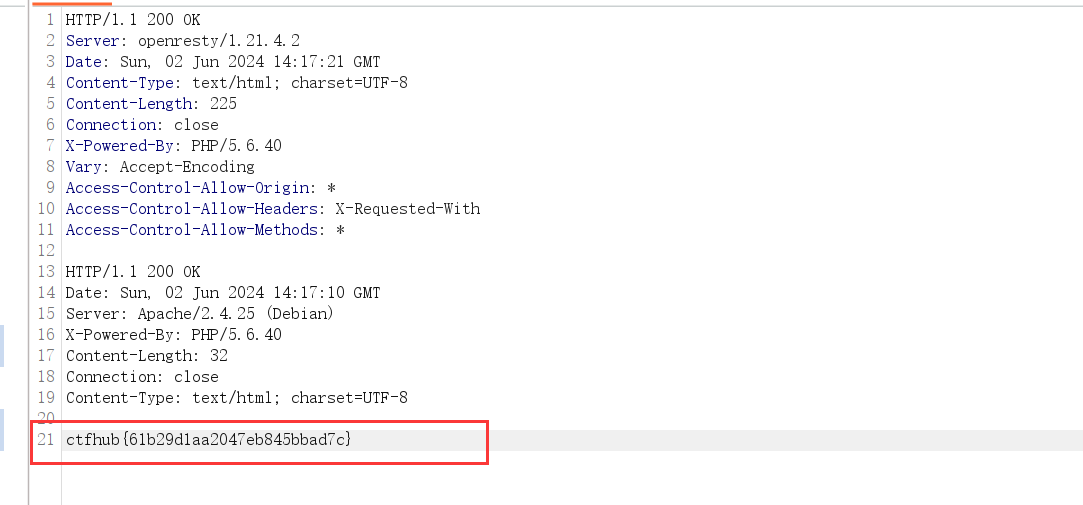 1 HTTP/1.1 200 OK
2 Server: openresty/1.21.4.2
3 Date: Sun, 02 Jun 2024 14:17:21 GMT
4 Content-Type: text/html; charset=UTF-8
5 Content-Length: 225
6 Connection: close
7 X-Powered-By: PHP/5.6.40
8 Vary: Accept-Encoding
9 Access-Control-Allow-Origin: *
10 Access-Control-Allow-Headers: X-Requested-With
11 Access-Control-Allow-Methods: *
12
13 HTTP/1.1 200 OK
14 Date: Sun, 02 Jun 2024 14:17:10 GMT
15 Server: Apache/2.4.25 (Debian)
16 X-Powered-By: PHP/5.6.40
17 Content-Length: 32
18 Connection: close
19 Content-Type: text/html; charset=UTF-8
20
21 ctfhub{61b29d1aa2047eb845bbad7c}